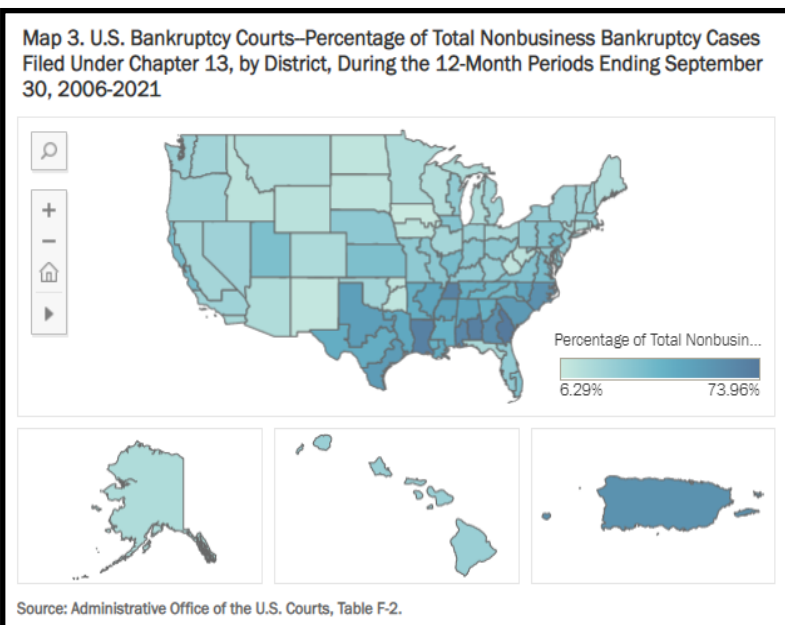 Map 3. U.S. Bankruptcy Courts–Percentage of Total Nonbusiness Bankruptcy Cases
Filed Under Chapter 13, by District, During the 12-Month Periods Ending September
30, 2006-2021
Percentage of Total Nonbusin...
6.29% 73.96%
Source: Administrative Office of the U.S. Courts, Table F-2.